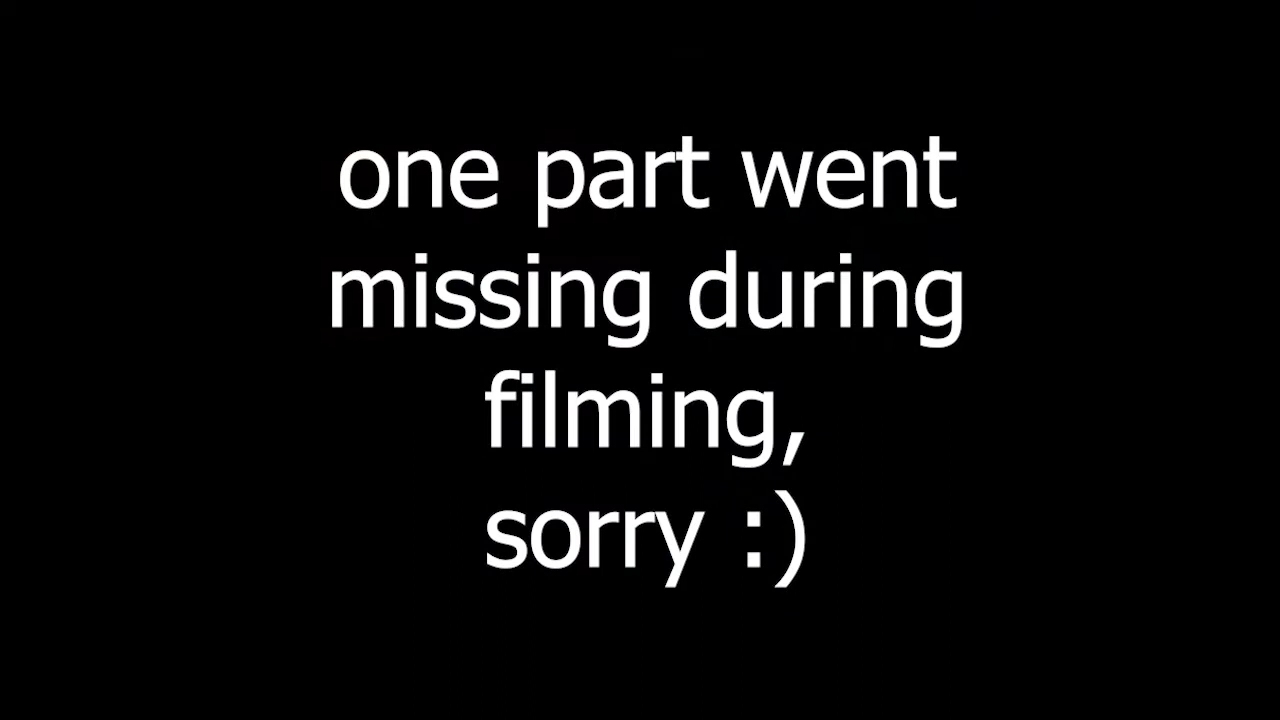 one part went
missing during
filming,
sorry :)